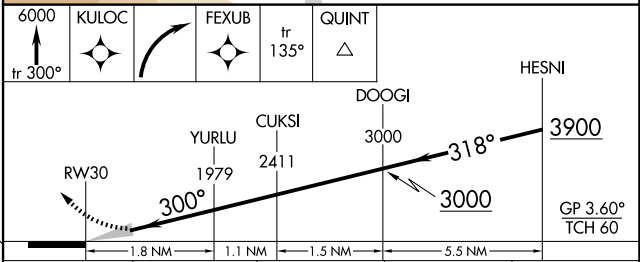 6000
tr 300°
KULOC
FEXUB
tr
135°
QUINT
HESNI
DOOGI
CUKSI
YURLU
RW30
3000
3900
2411
1979
318°
3000
300°
GP 3.60°
TCH 60
1.8 NM
1.1 NM
1.5 NM
5.5 NM